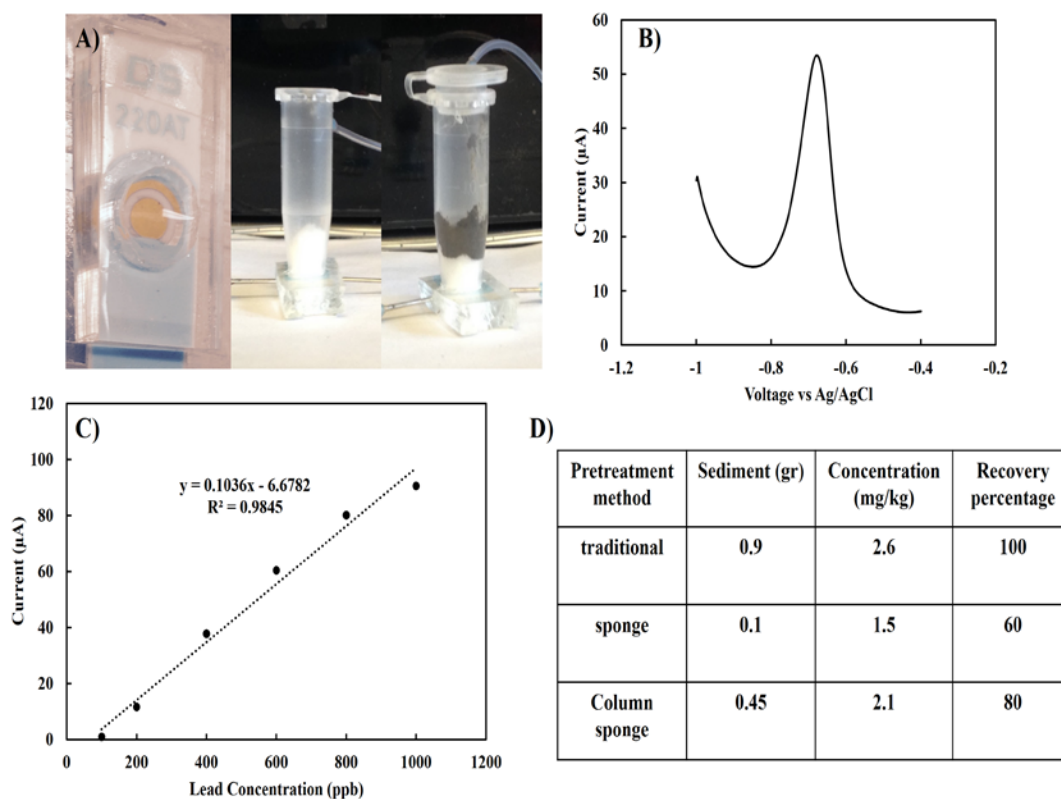 A)
DS
220AT
B)
60
50
40
30
20
10
0
Current (µA)
-1.2
-1
-0.8
-0.6
-0.4
-0.2
Voltage vs Ag/AgCl
C)
120
100
80
60
40
20
0
Current (µA)
y = 0.1036x - 6.6782
R² = 0.9845
0
200
400
600
800
1000
1200
Lead Concentration (ppb)
D)
Pretreatment method Sediment (gr) Concentration (mg/kg) Recovery percentage
traditional 0.9 2.6 100
sponge 0.1 1.5 60
Column sponge 0.45 2.1 80